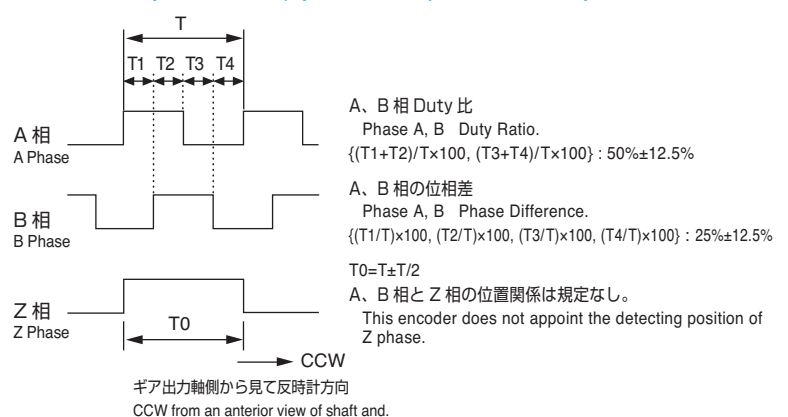 T
T1 T2 T3 T4
A 相
A Phase
A、B 相 Duty 比
Phase A, B Duty Ratio.
{(T1+T2)/T×100, (T3+T4)/T×100} : 50%±12.5%
B 相
B Phase
A、B 相の位相差
Phase A, B Phase Difference.
{(T1/T)×100, (T2/T)×100, (T3/T)×100, (T4/T)×100} : 25%±12.5%
Z 相
Z Phase
T0
T0=T±T/2
A、B 相と Z 相の位置関係は規定なし。
This encoder does not appoint the detecting position of
Z phase.
CCW
ギア出力軸側から見て反時計方向
CCW from an anterior view of shaft and.